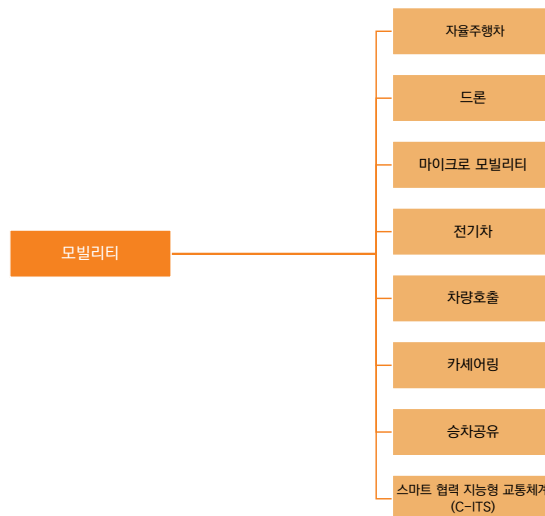 자율주행차
드론
마이크로 모빌리티
전기차
모빌리티
차량호출
카셰어링
승차공유
스마트 협력 지능형 교통체계
(C-ITS)